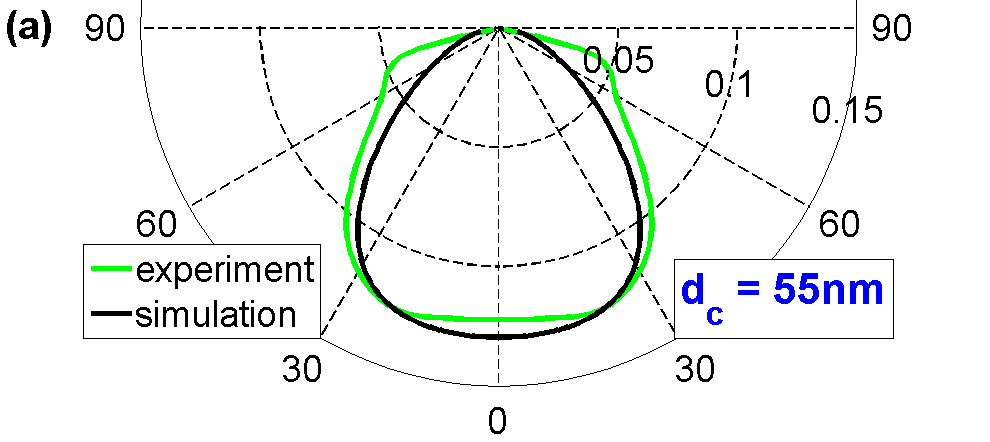 (a)
90
90
0.05
0.1
0.15
60
60
experiment
simulation
d_c = 55nm
30
30
0